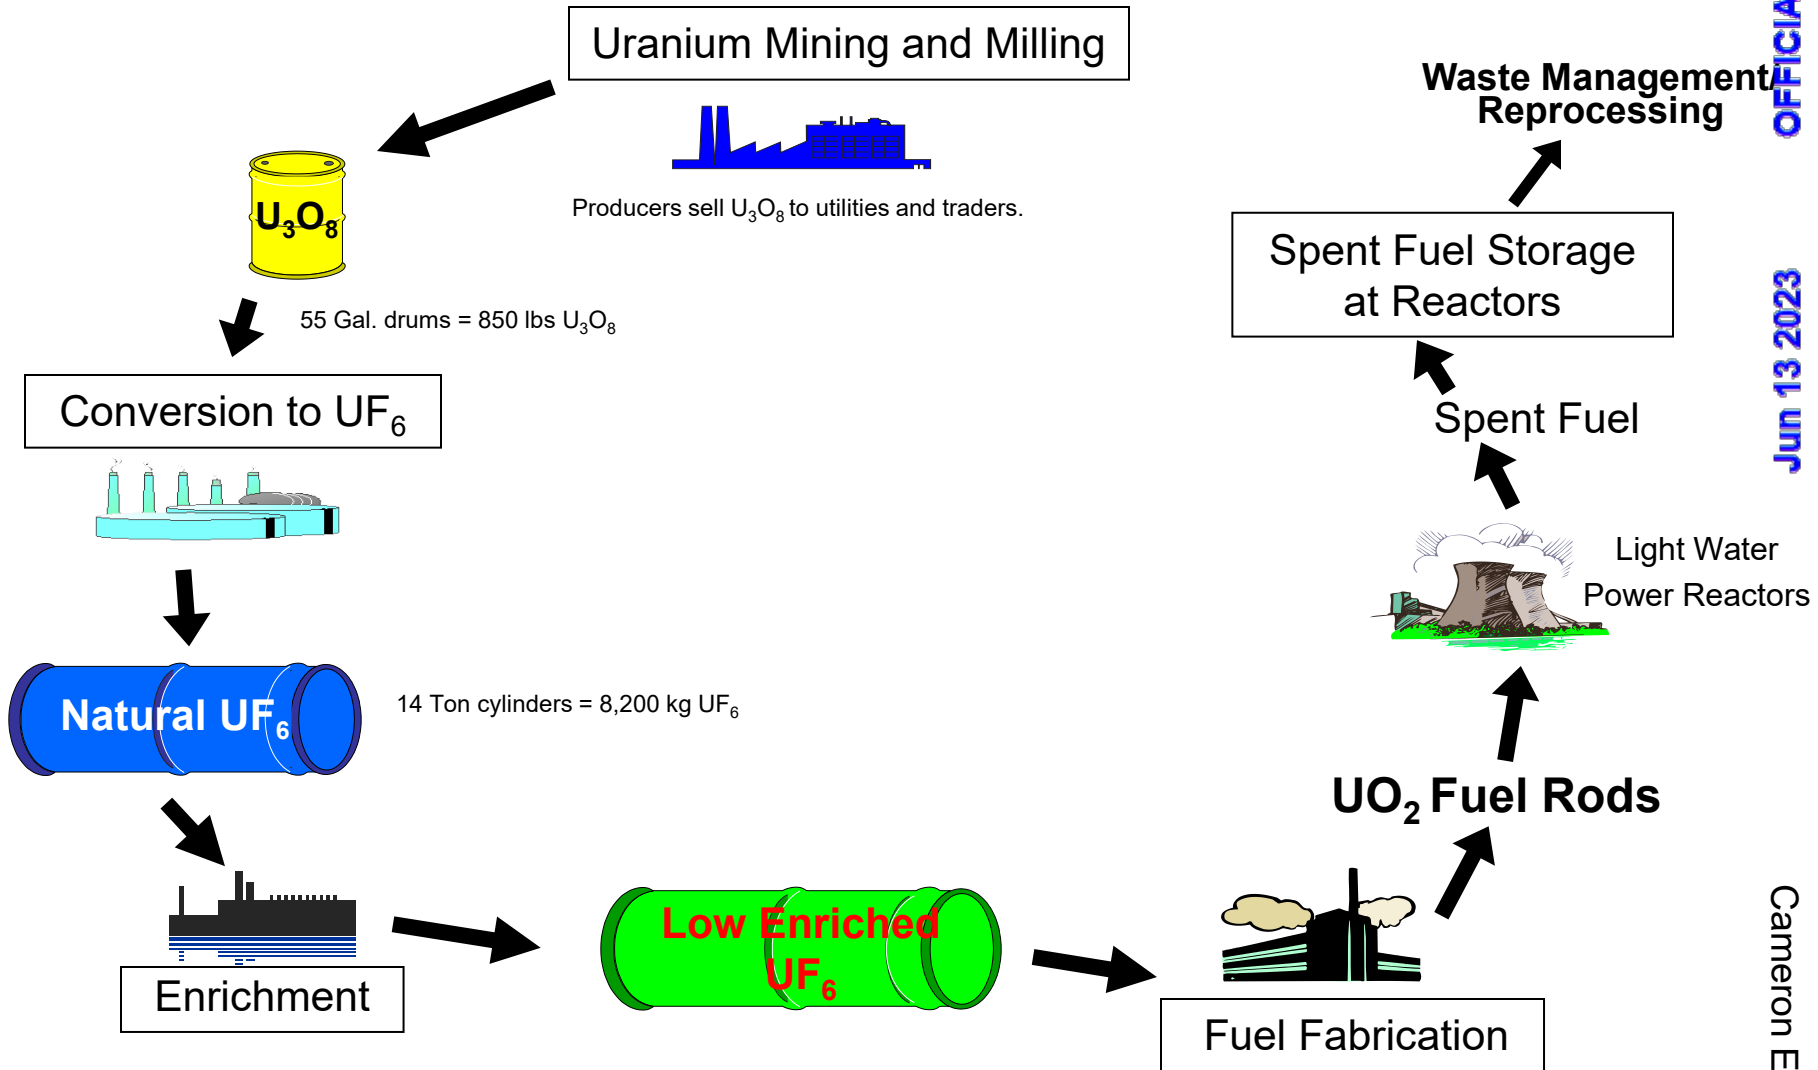 Uranium Mining and Milling
Producers sell U₃O₈ to utilities and traders.
U₃O₈
55 Gal. drums = 850 lbs U₃O₈
Conversion to UF₆
Natural UF₆
14 Ton cylinders = 8,200 kg UF₆
Enrichment
Low Enriched
UF₆
Fuel Fabrication
UO₂ Fuel Rods
Light Water
Power Reactors
Spent Fuel
Spent Fuel Storage
at Reactors
Waste Management/
Reprocessing
OFFICIA
Jun 13 2023
Cameron E